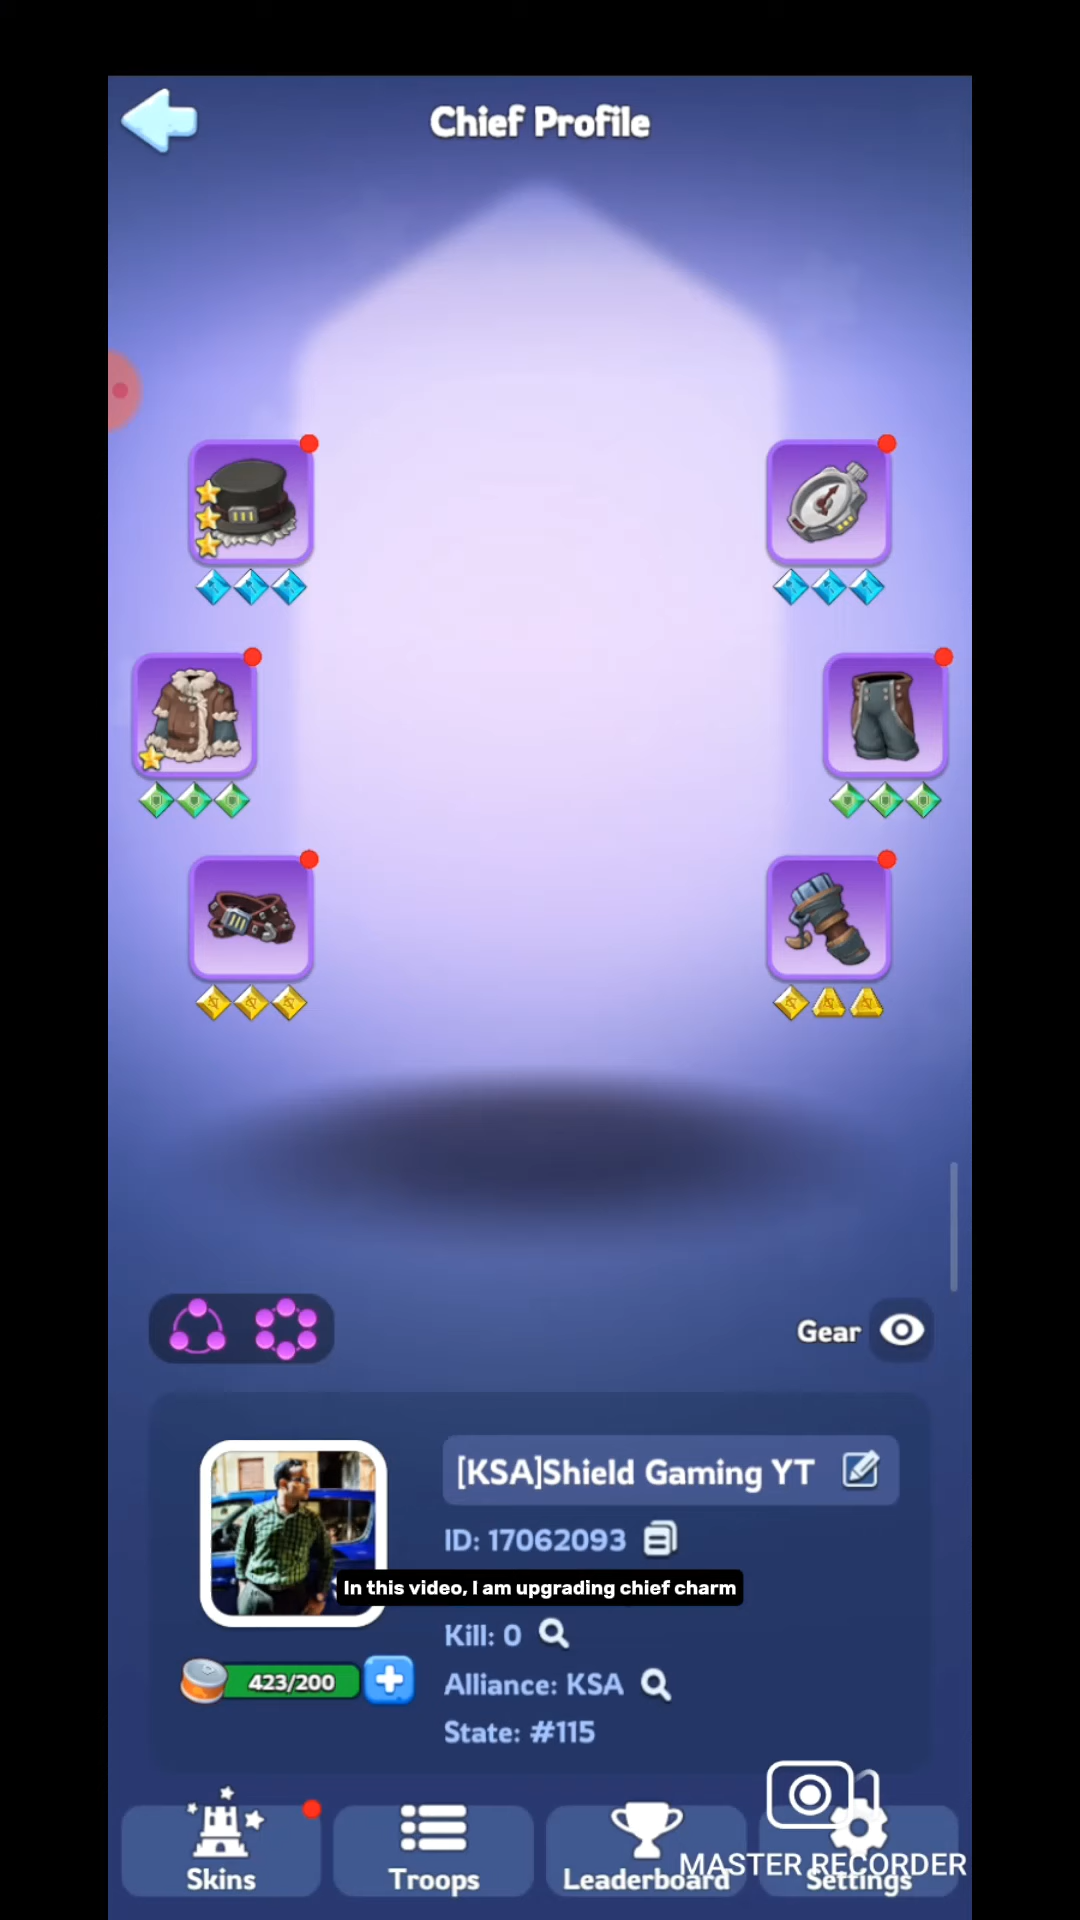 Chief Profile
Gear
[KSA]Shield Gaming YT
ID: 17062093
In this video, I am upgrading chief charm
Kill: 0
423/200
Alliance: KSA
State: #115
MASTER RECORDER
Skins
Troops
Leaderboard
Settings